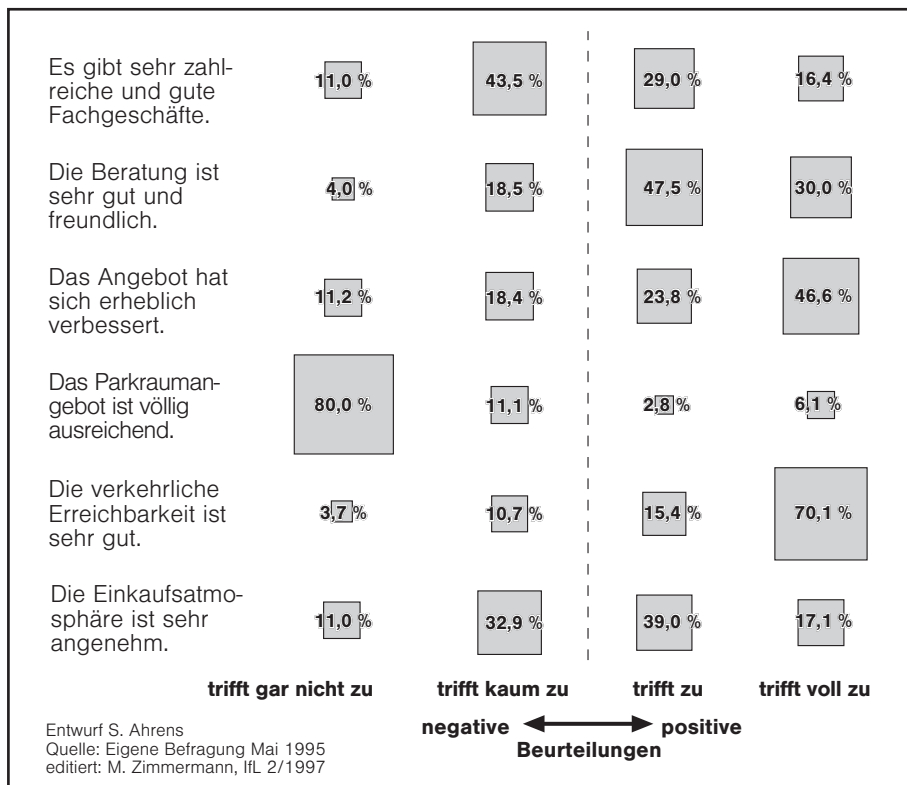 Es gibt sehr zahl-
reiche und gute
Fachgeschäfte.
11,0 % 43,5 % 29,0 % 16,4 %
Die Beratung ist
sehr gut und
freundlich.
4,0 % 18,5 % 47,5 % 30,0 %
Das Angebot hat
sich erheblich
verbessert.
11,2 % 18,4 % 23,8 % 46,6 %
Das Parkrauman-
gebot ist völlig
ausreichend.
80,0 % 11,1 % 2,8 % 6,1 %
Die verkehrliche
Erreichbarkeit ist
sehr gut.
3,7 % 10,7 % 15,4 % 70,1 %
Die Einkaufsatmo-
sphäre ist sehr
angenehm.
11,0 % 32,9 % 39,0 % 17,1 %
trifft gar nicht zu trifft kaum zu trifft zu trifft voll zu
negative positive
Beurteilungen
Entwurf S. Ahrens
Quelle: Eigene Befragung Mai 1995
editiert: M. Zimmermann, IfL 2/1997